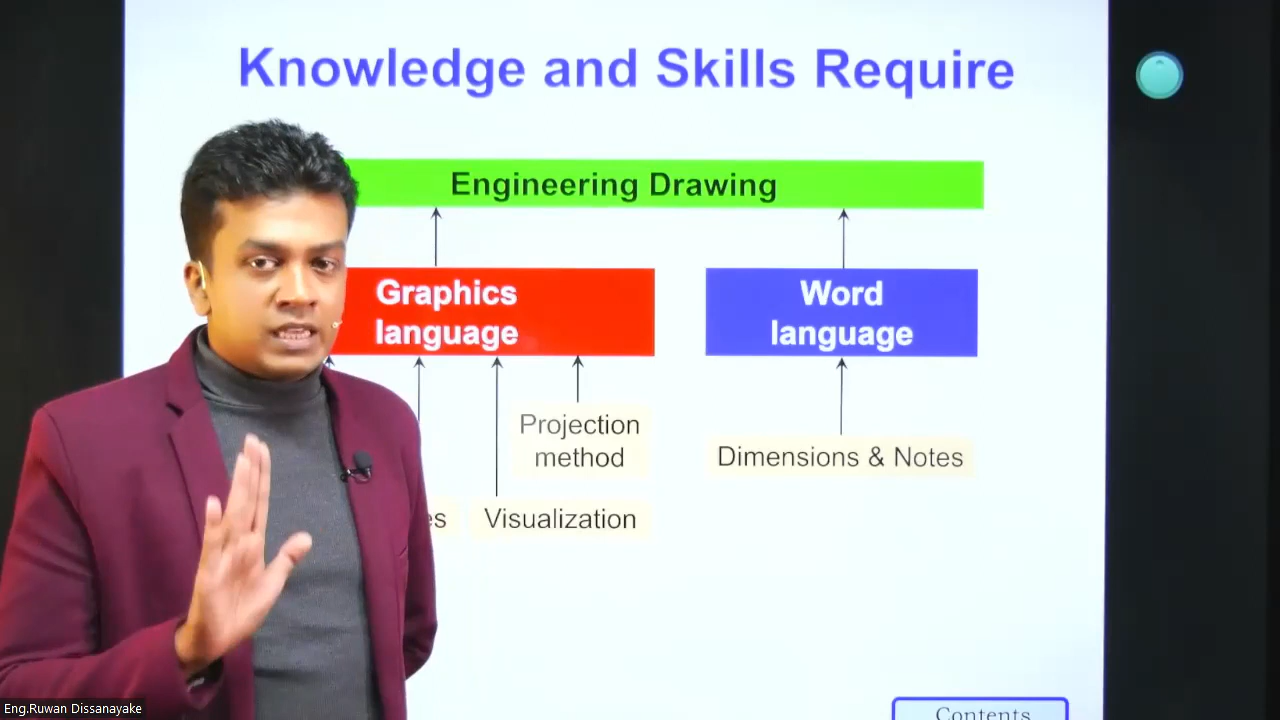 Knowledge and Skills Require
Engineering Drawing
Graphics
language
Word
language
Projection
method
Dimensions & Notes
Visualization
Contents
Eng.Ruwan Dissanayake